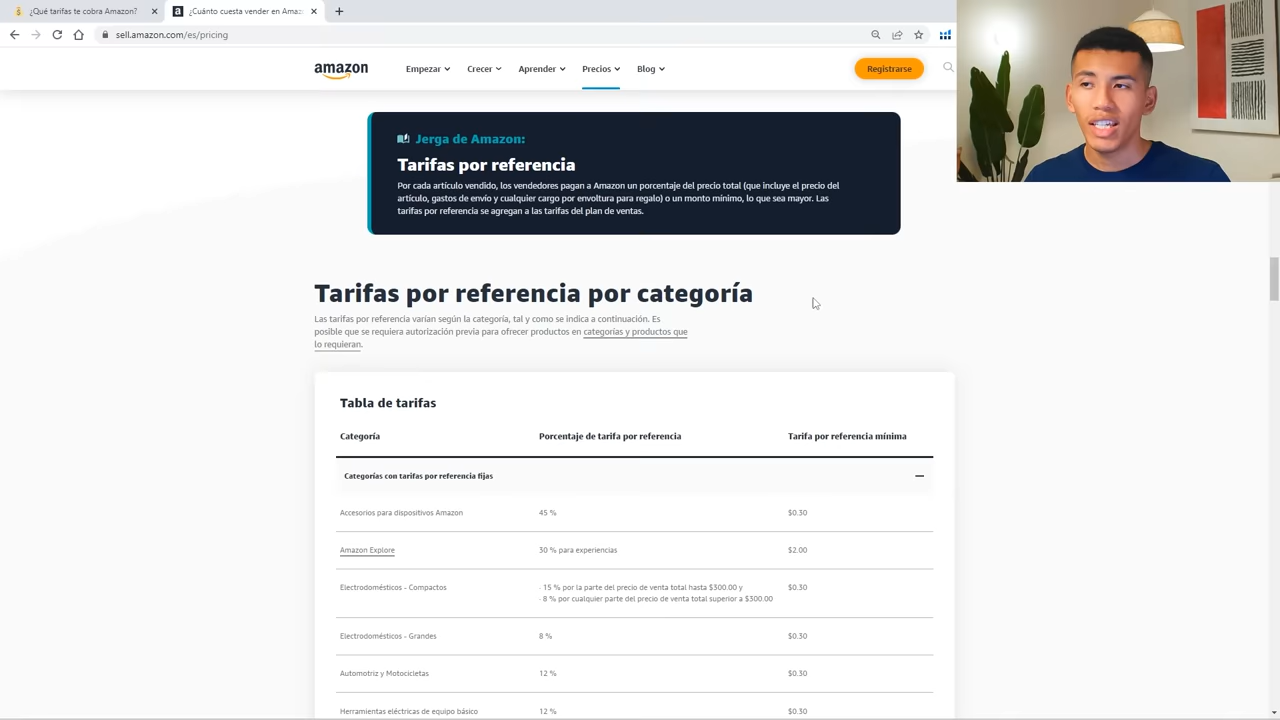 ¿Qué tarifas te cobra Amazon?
¿Cuánto cuesta vender en Amaz
sell.amazon.com/es/pricing
amazon
Empezar
Crecer
Aprender
Precios
Blog
Registrarse
Jerga de Amazon:
Tarifas por referencia
Por cada artículo vendido, los vendedores pagan a Amazon un porcentaje del precio total (que incluye el precio del
artículo, gastos de envío y cualquier cargo por envoltura para regalo) o un monto mínimo, lo que sea mayor. Las
tarifas por referencia se agregan a las tarifas del plan de ventas.
Tarifas por referencia por categoría
Las tarifas por referencia varían según la categoría, tal y como se indica a continuación. Es
posible que se requiera autorización previa para ofrecer productos en categorías y productos que
lo requieran.
Tabla de tarifas
Categoría Porcentaje de tarifa por referencia Tarifa por referencia mínima
Categorías con tarifas por referencia fijas
Accesorios para dispositivos Amazon 45 % $0.30
Amazon Explore 30 % para experiencias $2.00
Electrodomésticos - Compactos · 15 % por la parte del precio de venta total hasta $300.00 y $0.30
· 8 % por cualquier parte del precio de venta total superior a $300.00
Electrodomésticos - Grandes 8 % $0.30
Automotriz y Motocicletas 12 % $0.30
Herramientas eléctricas de equipo básico 12 % $0.30